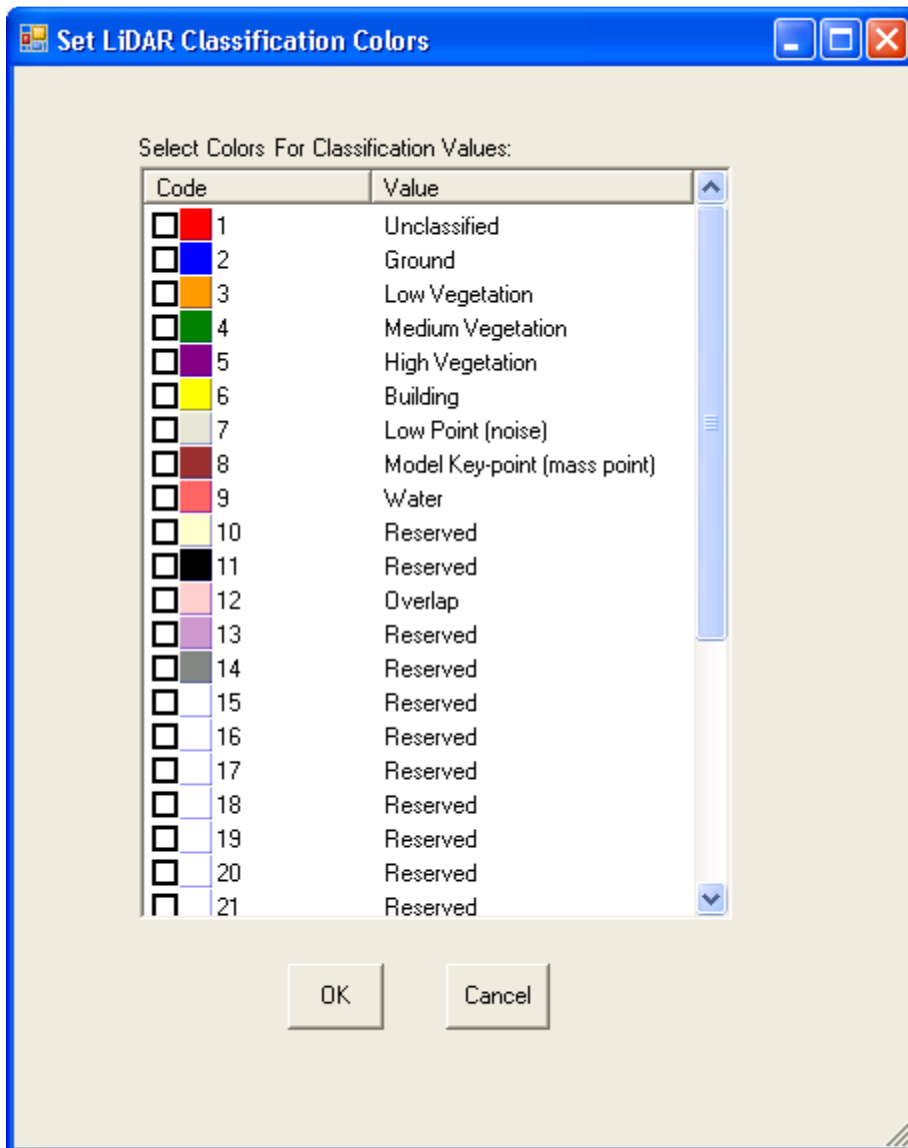 Set LiDAR Classification Colors
Select Colors For Classification Values:
Code Value
1 Unclassified
2 Ground
3 Low Vegetation
4 Medium Vegetation
5 High Vegetation
6 Building
7 Low Point (noise)
8 Model Key-point (mass point)
9 Water
10 Reserved
11 Reserved
12 Overlap
13 Reserved
14 Reserved
15 Reserved
16 Reserved
17 Reserved
18 Reserved
19 Reserved
20 Reserved
21 Reserved
OK Cancel